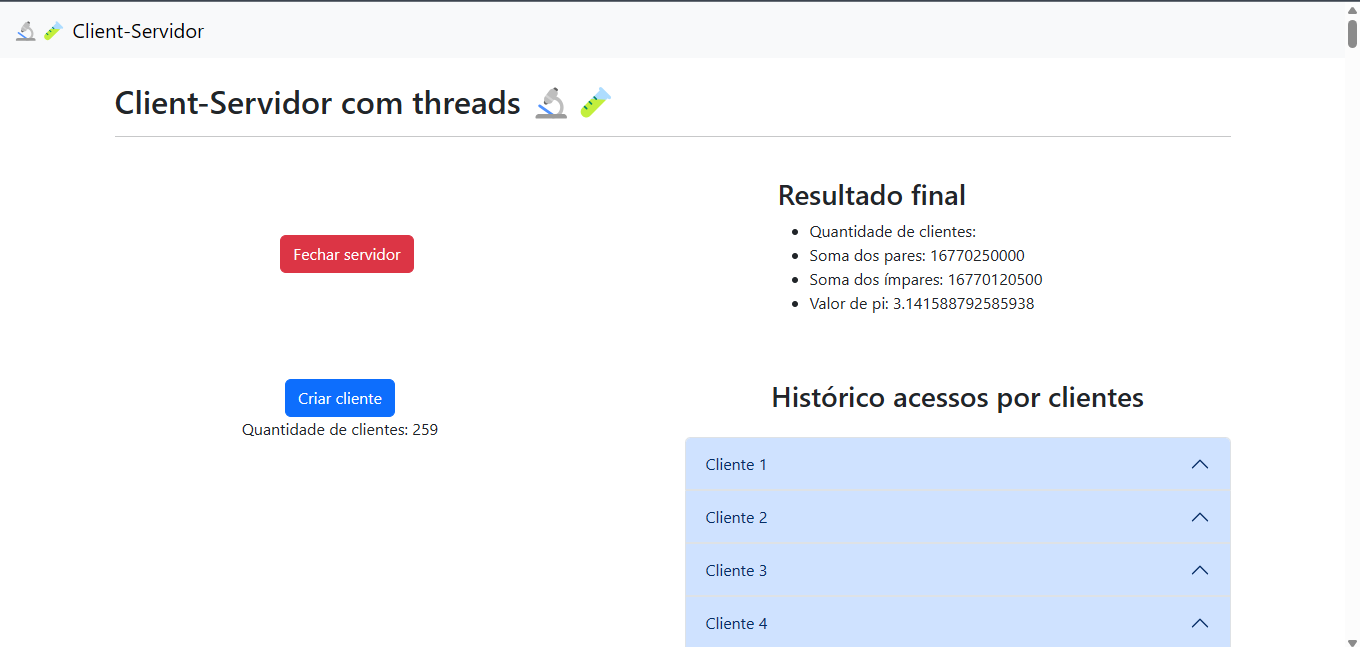 Client-Servidor
Client-Servidor com threads
Fechar servidor
Criar cliente
Quantidade de clientes: 259
Resultado final
Quantidade de clientes:
Soma dos pares: 16770250000
Soma dos ímpares: 16770120500
Valor de pi: 3.141588792585938
Histórico acessos por clientes
Cliente 1
Cliente 2
Cliente 3
Cliente 4